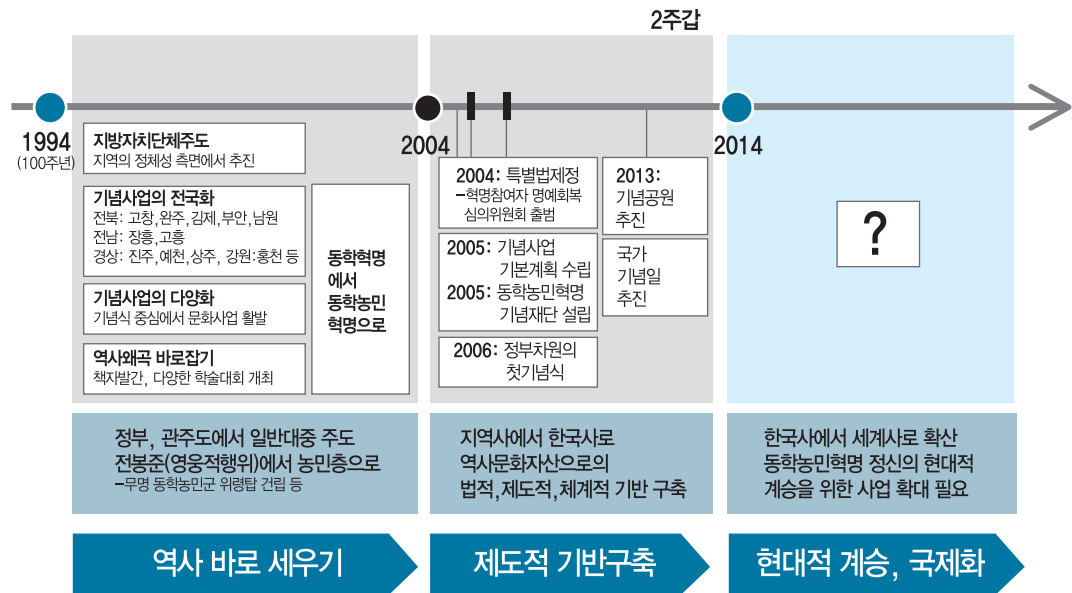 2주갑
1994
(100주년)
2004
2014
지방자치단체주도
지역의 정체성 측면에서 추진
기념사업의 전국화
전북: 고창,완주,김제,부안,남원
전남: 장흥,고흥
경상: 진주,예천,상주, 강원:홍천 등
기념사업의 다양화
기념식 중심에서 문화사업 활발
역사왜곡 바로잡기
책자발간, 다양한 학술대회 개최
동학혁명
에서
동학농민
혁명으로
2004: 특별법제정
–혁명참여자 명예회복
심의위원회 출범
2005: 기념사업
기본계획 수립
2005: 동학농민혁명
기념재단 설립
2006: 정부차원의
첫기념식
2013:
기념공원
추진
국가
기념일
추진
?
정부, 관주도에서 일반대중 주도
전봉준(영웅적행위)에서 농민층으로
–무명 동학농민군 위령탑 건립 등
지역사에서 한국사로
역사문화자산으로의
법적,제도적,체계적 기반 구축
한국사에서 세계사로 확산
동학농민혁명 정신의 현대적
계승을 위한 사업 확대 필요
역사 바로 세우기
제도적 기반구축
현대적 계승, 국제화